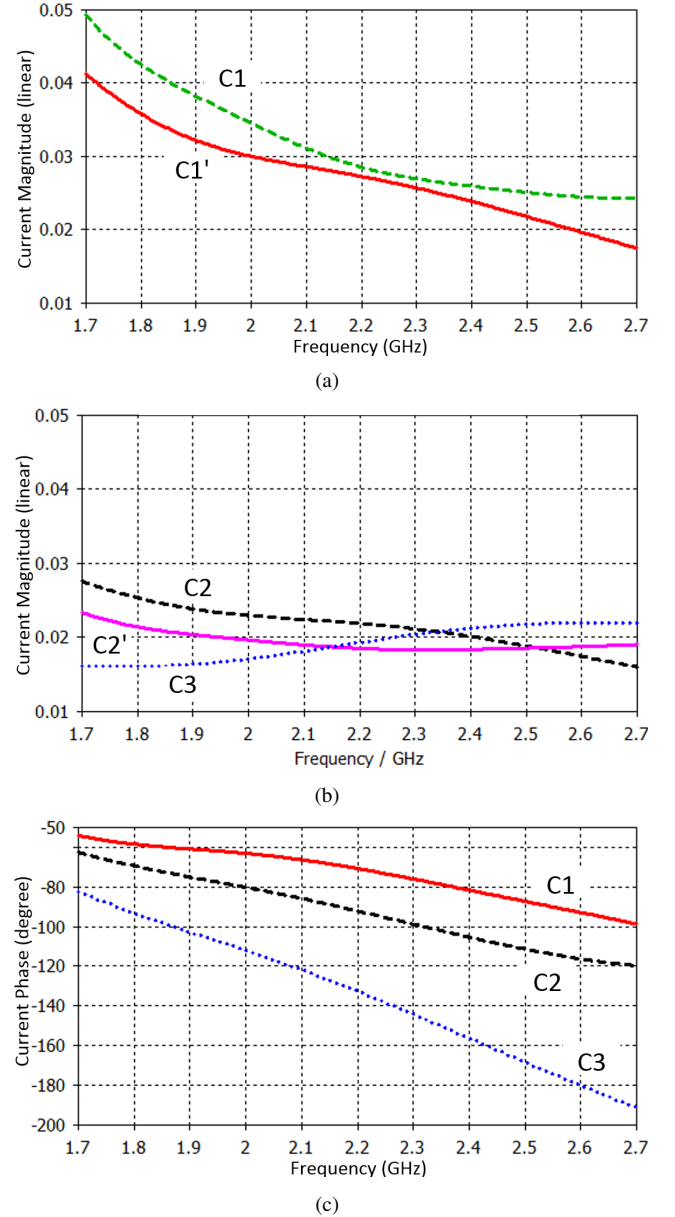 Current Magnitude (linear)
0.05
0.04
0.03
0.02
0.01
C1
C1'
1.7 1.8 1.9 2 2.1 2.2 2.3 2.4 2.5 2.6 2.7
Frequency (GHz)
(a)
Current Magnitude (linear)
0.05
0.04
0.03
0.02
0.01
C2
C2'
C3
1.7 1.8 1.9 2 2.1 2.2 2.3 2.4 2.5 2.6 2.7
Frequency / GHz
(b)
Current Phase (degree)
-50
-80
-100
-120
-140
-160
-180
-200
C1
C2
C3
1.7 1.8 1.9 2 2.1 2.2 2.3 2.4 2.5 2.6 2.7
Frequency (GHz)
(c)